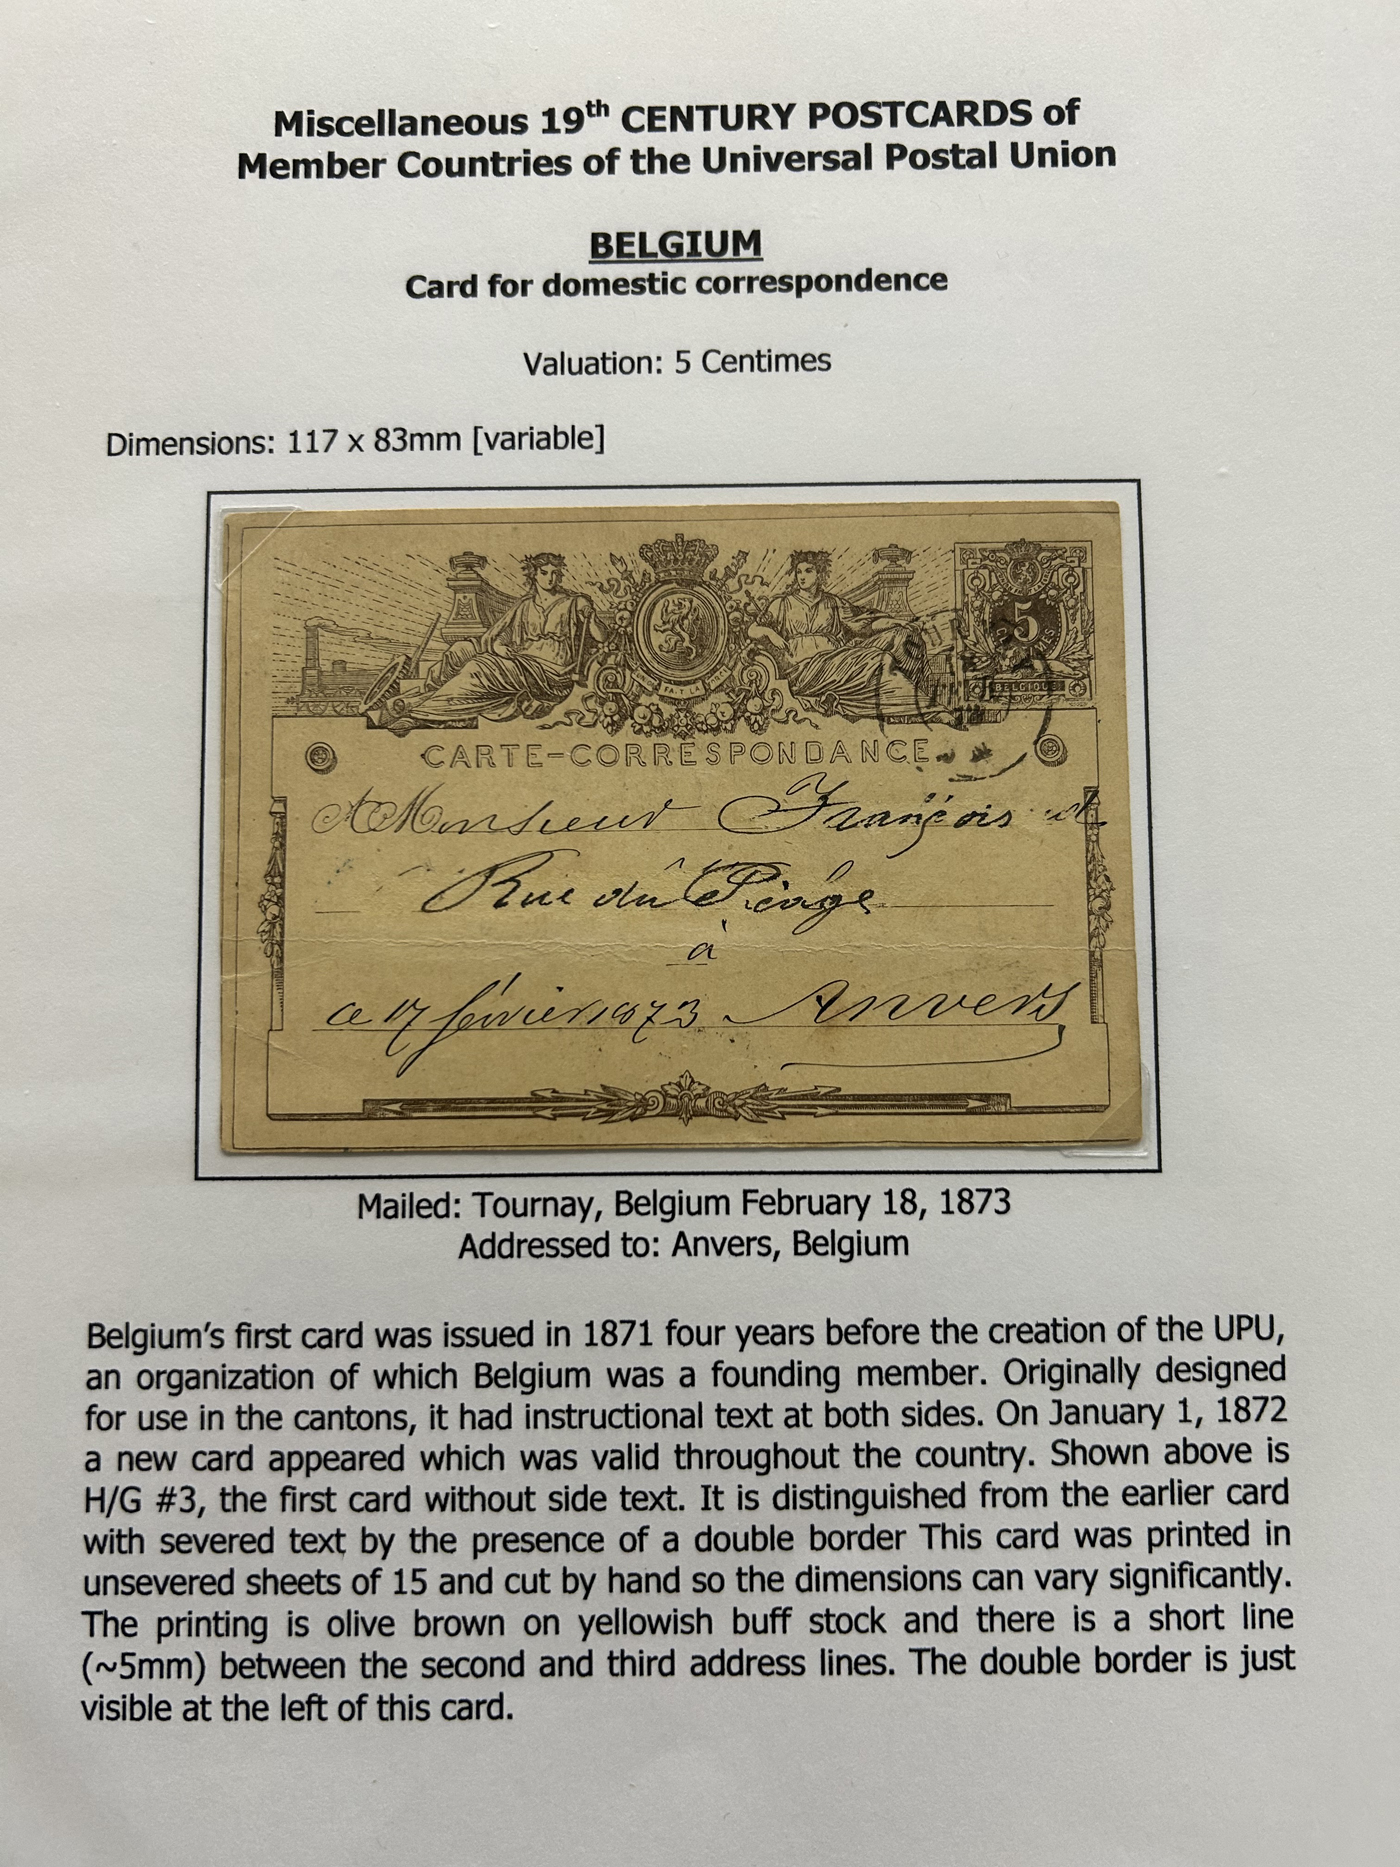 Miscellaneous 19th CENTURY POSTCARDS of
Member Countries of the Universal Postal Union
BELGIUM
Card for domestic correspondence
Valuation: 5 Centimes
Dimensions: 117 x 83mm [variable]
FAIT LA
5
BELGIQUE
CARTE-CORRESPONDANCE
A Monsieur François
Rue du Péage
à
ce 17 février 1873 Anvers
Mailed: Tournay, Belgium February 18, 1873
Addressed to: Anvers, Belgium
Belgium's first card was issued in 1871 four years before the creation of the UPU,
an organization of which Belgium was a founding member. Originally designed
for use in the cantons, it had instructional text at both sides. On January 1, 1872
a new card appeared which was valid throughout the country. Shown above is
H/G #3, the first card without side text. It is distinguished from the earlier card
with severed text by the presence of a double border This card was printed in
unsevered sheets of 15 and cut by hand so the dimensions can vary significantly.
The printing is olive brown on yellowish buff stock and there is a short line
(~5mm) between the second and third address lines. The double border is just
visible at the left of this card.